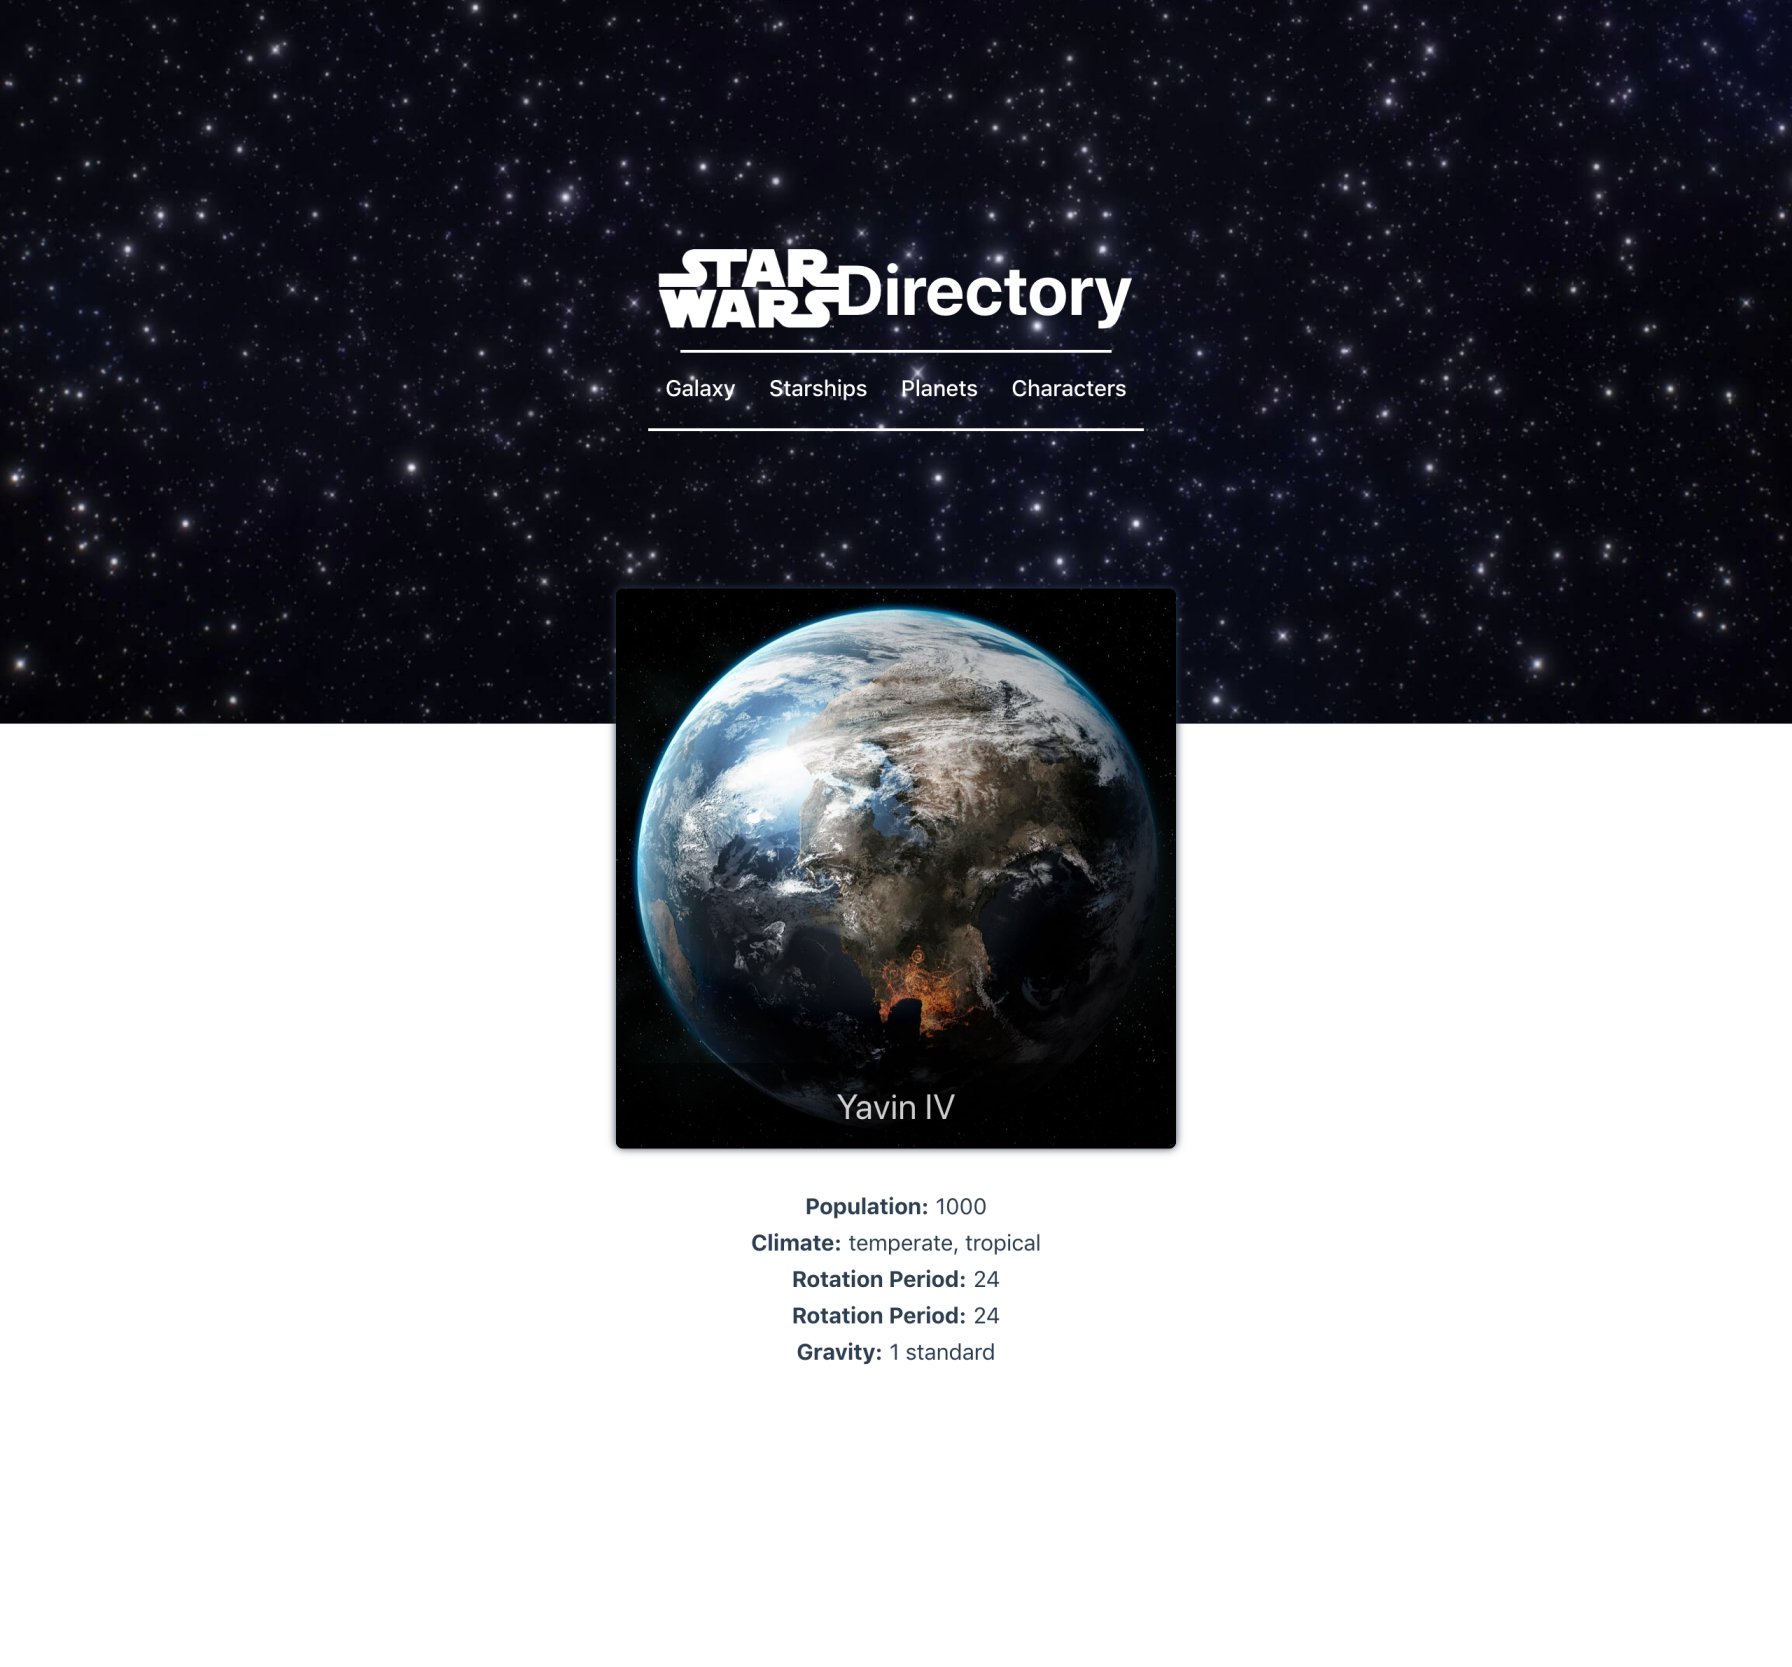 STAR
WARS Directory
Galaxy Starships Planets Characters
Yavin IV
Population: 1000
Climate: temperate, tropical
Rotation Period: 24
Rotation Period: 24
Gravity: 1 standard